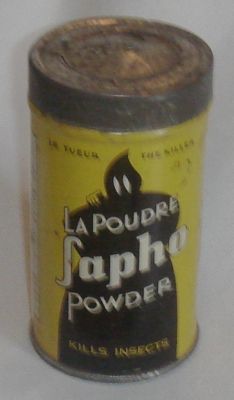 LE TUEUR THE KILLER
LA POUDRE
Sapho
POWDER
KILLS INSECTS